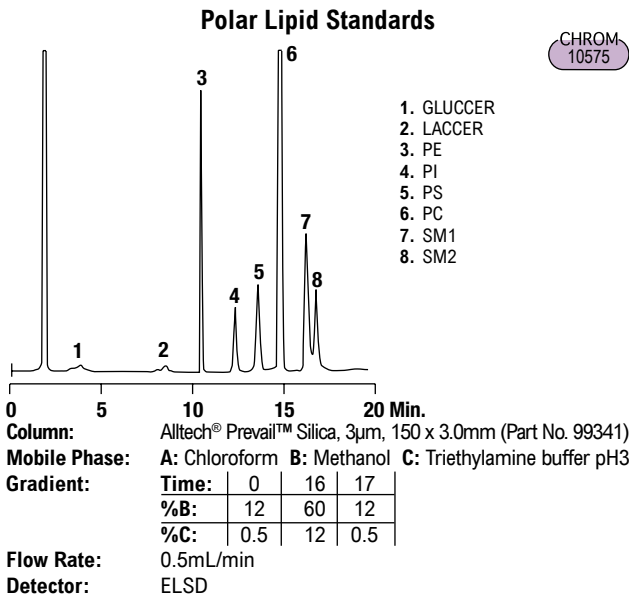 Polar Lipid Standards
CHROM
10575
6
3
1. GLUCCER
2. LACCER
3. PE
4. PI
5. PS
6. PC
7. SM1
8. SM2
7
5
8
4
1
2
0 5 10 15 20 Min.
Column: Alltech® Prevail™ Silica, 3µm, 150 x 3.0mm (Part No. 99341)
Mobile Phase: A: Chloroform B: Methanol C: Triethylamine buffer pH3
Gradient: Time: 0 16 17
%B: 12 60 12
%C: 0.5 12 0.5
Flow Rate: 0.5mL/min
Detector: ELSD